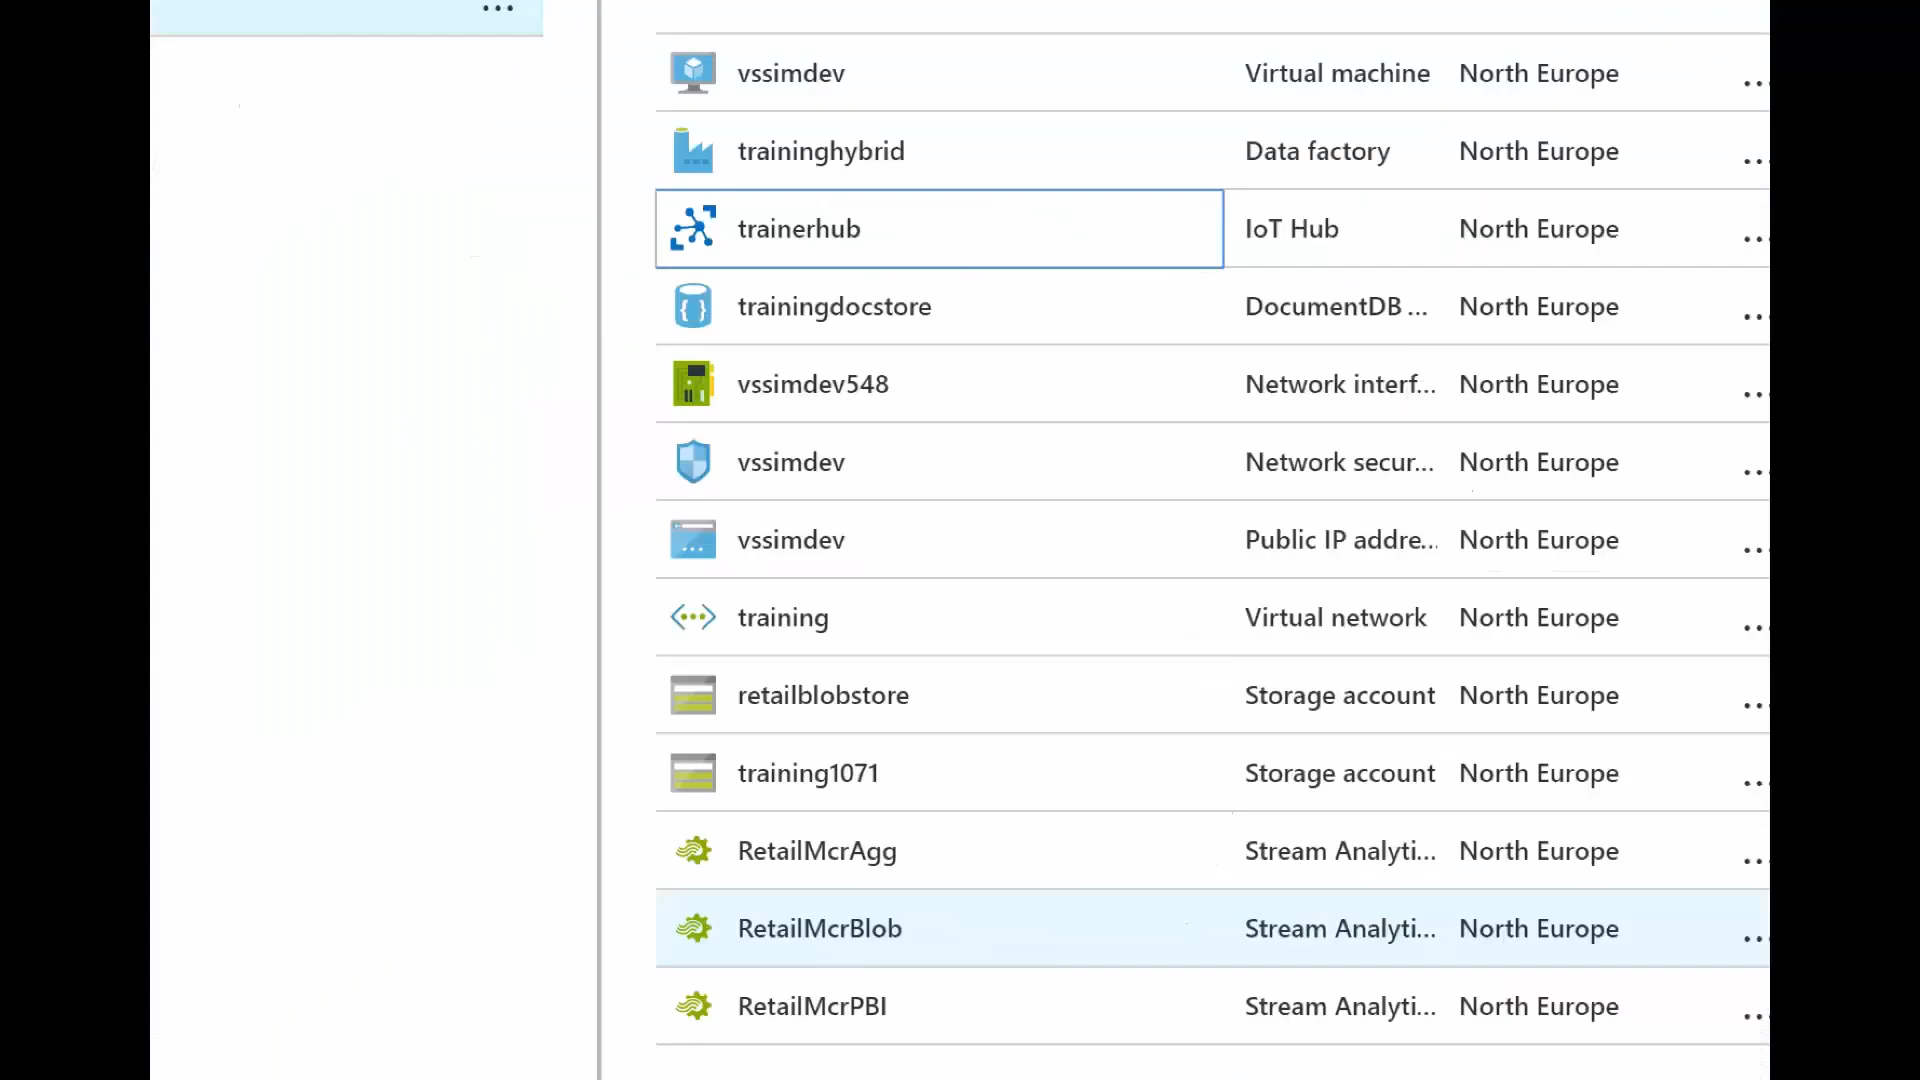 vssimdev Virtual machine North Europe ...
traininghybrid Data factory North Europe ...
trainerhub IoT Hub North Europe ...
trainingdocstore DocumentDB ... North Europe ...
vssimdev548 Network interf... North Europe ...
vssimdev Network secur... North Europe ...
vssimdev Public IP addre... North Europe ...
training Virtual network North Europe ...
retailblobstore Storage account North Europe ...
training1071 Storage account North Europe ...
RetailMcrAgg Stream Analyti... North Europe ...
RetailMcrBlob Stream Analyti... North Europe ...
RetailMcrPBI Stream Analyti... North Europe ...